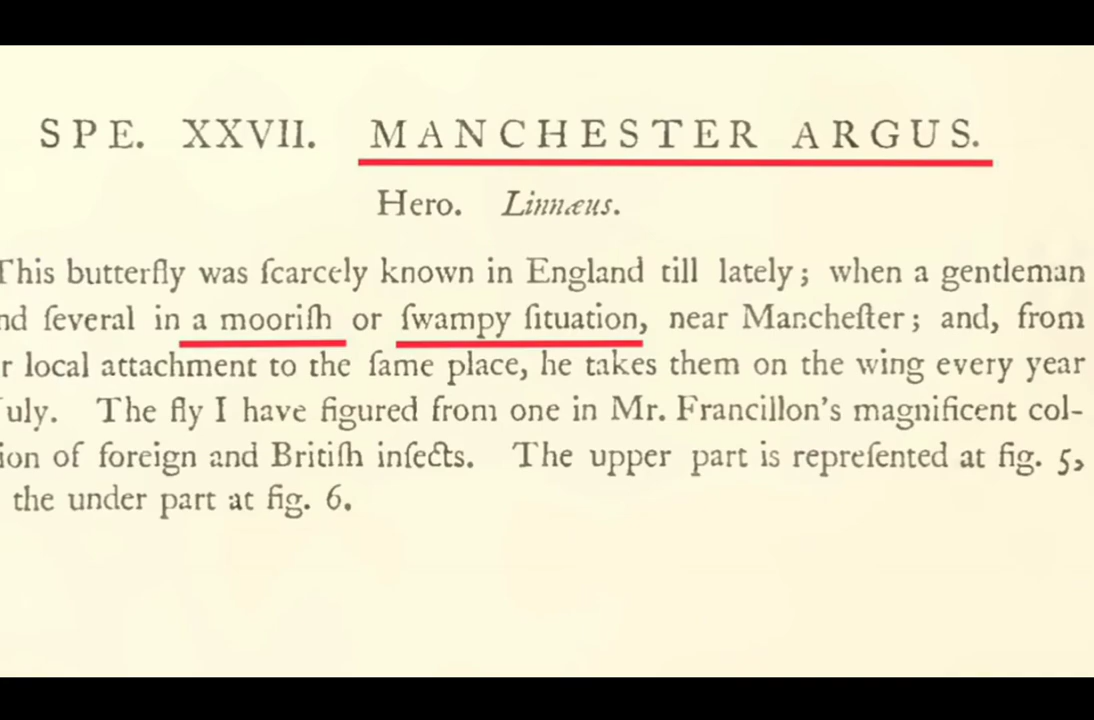 SPE. XXVII. MANCHESTER ARGUS.
Hero. Linnæus.
This butterfly was ſcarcely known in England till lately; when a gentleman
nd ſeveral in a mooriſh or ſwampy ſituation, near Mancheſter; and, from
r local attachment to the ſame place, he takes them on the wing every year
uly. The fly I have figured from one in Mr. Francillon's magnificent col-
ion of foreign and Britiſh inſects. The upper part is repreſented at fig. 5,
the under part at fig. 6.